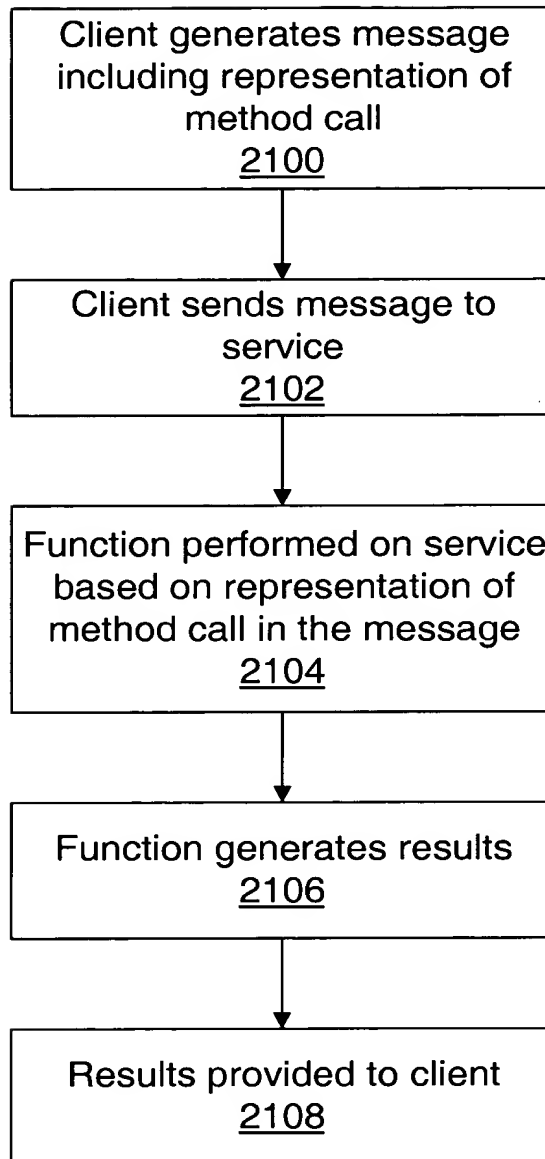 Client generates message
including representation of
method call
2100
Client sends message to
service
2102
Function performed on service
based on representation of
method call in the message
2104
Function generates results
2106
Results provided to client
2108